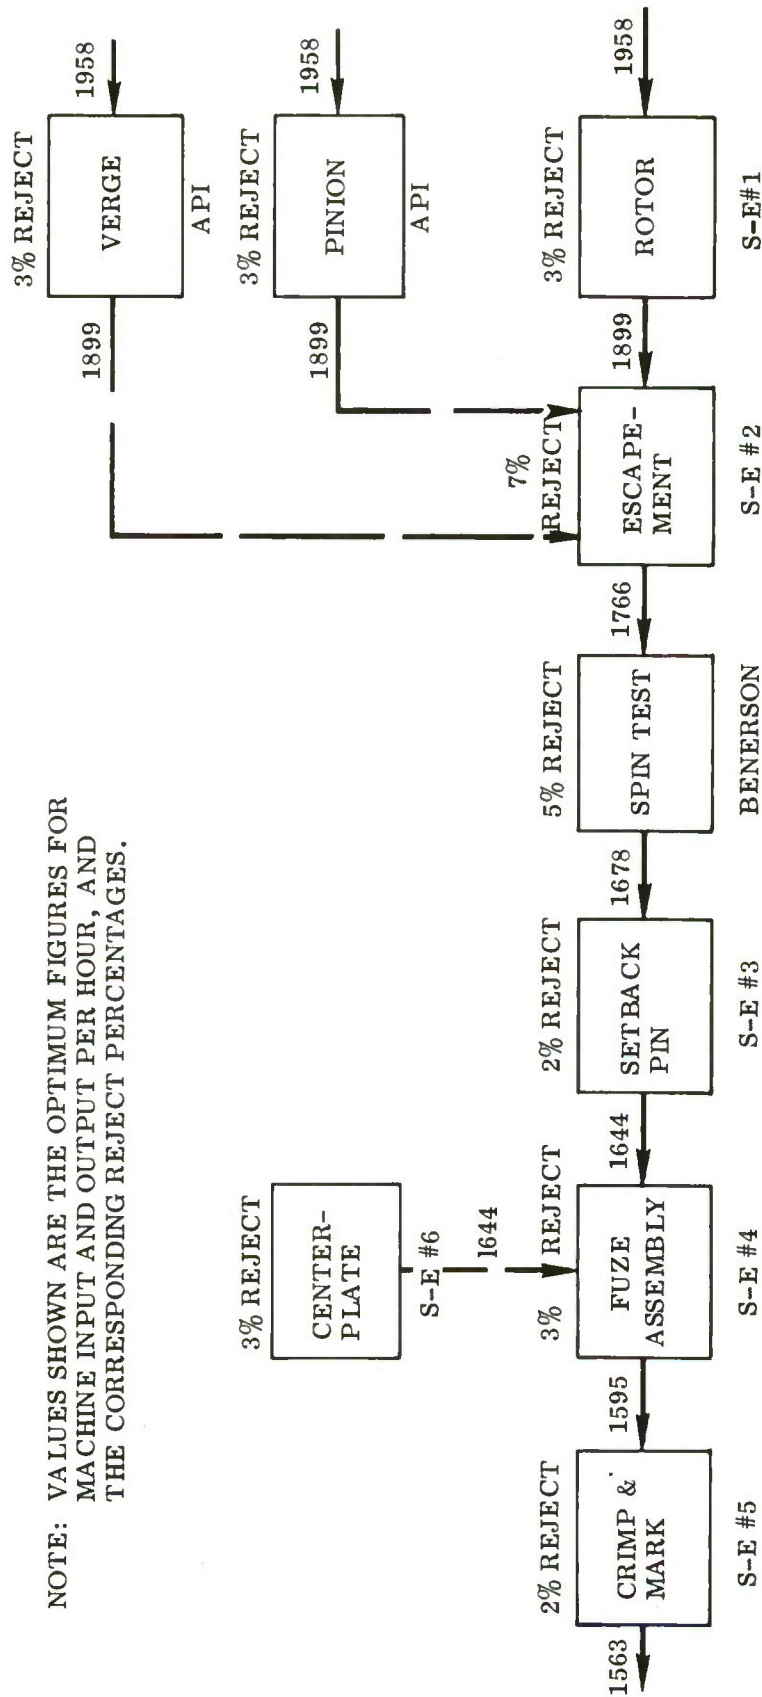 NOTE: VALUES SHOWN ARE THE OPTIMUM FIGURES FOR
MACHINE INPUT AND OUTPUT PER HOUR, AND
THE CORRESPONDING REJECT PERCENTAGES.
3% REJECT
VERGE
API
1958
1899
3% REJECT
PINION
API
1958
1899
3% REJECT
ROTOR
S-E#1
1958
1899
7%
REJECT
ESCAPE-
MENT
S-E #2
1766
5% REJECT
SPIN TEST
BENERSON
1678
2% REJECT
SETBACK
PIN
S-E #3
1644
3% REJECT
CENTER-
PLATE
S-E #6
1644
3% REJECT
FUZE
ASSEMBLY
S-E #4
1595
2% REJECT
CRIMP &
MARK
S-E #5
1563